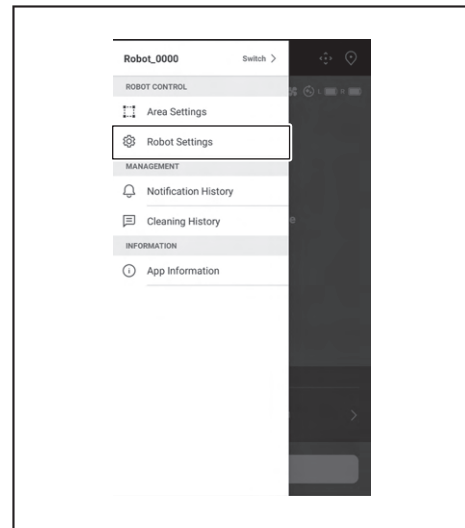 Robot_0000 Switch >
ROBOT CONTROL
Area Settings
Robot Settings
MANAGEMENT
Notification History
Cleaning History
INFORMATION
App Information